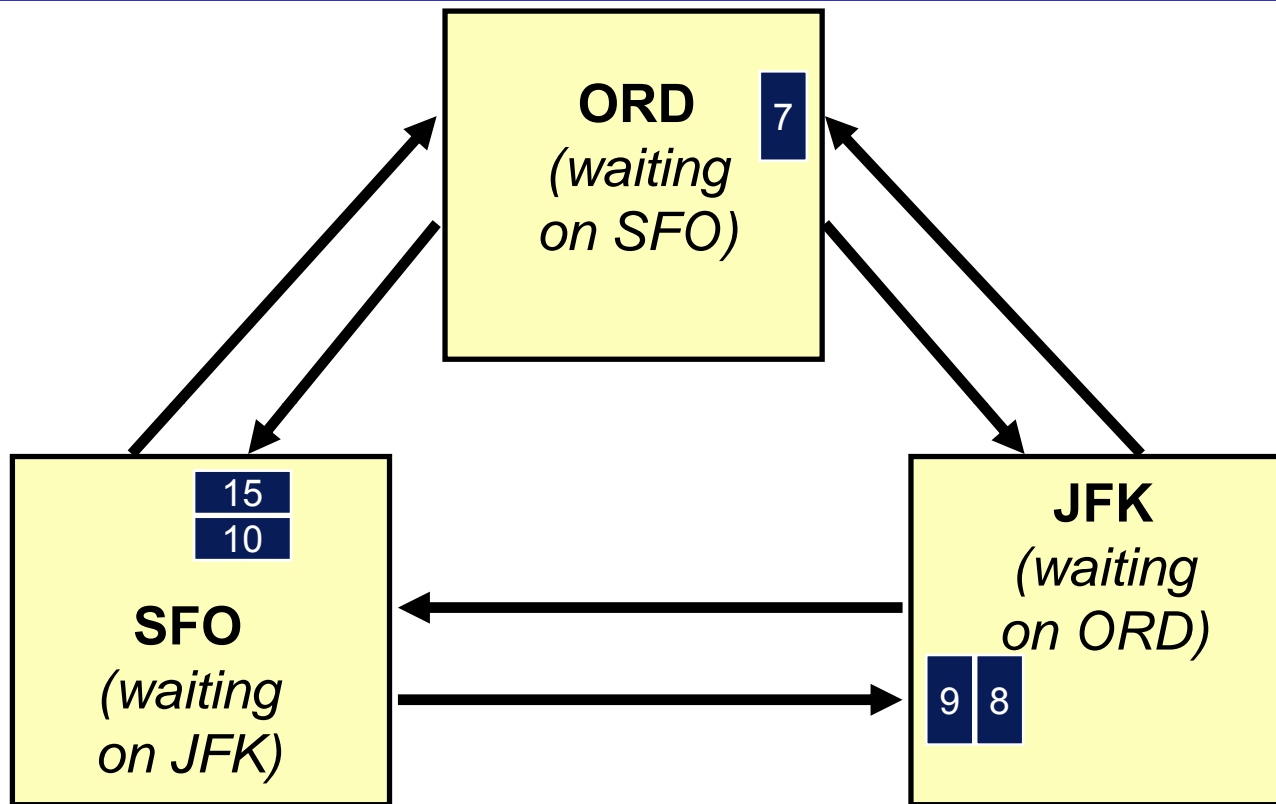 ORD
7
(waiting
on SFO)
15
10
SFO
(waiting
on JFK)
JFK
(waiting
on ORD)
9 8